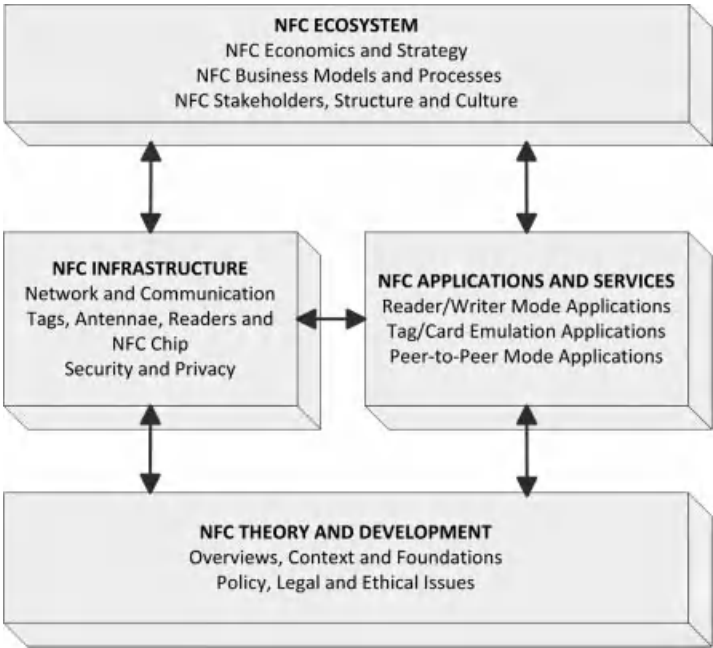 NFC ECOSYSTEM
NFC Economics and Strategy
NFC Business Models and Processes
NFC Stakeholders, Structure and Culture
NFC INFRASTRUCTURE
Network and Communication
Tags, Antennae, Readers and
NFC Chip
Security and Privacy
NFC APPLICATIONS AND SERVICES
Reader/Writer Mode Applications
Tag/Card Emulation Applications
Peer-to-Peer Mode Applications
NFC THEORY AND DEVELOPMENT
Overviews, Context and Foundations
Policy, Legal and Ethical Issues